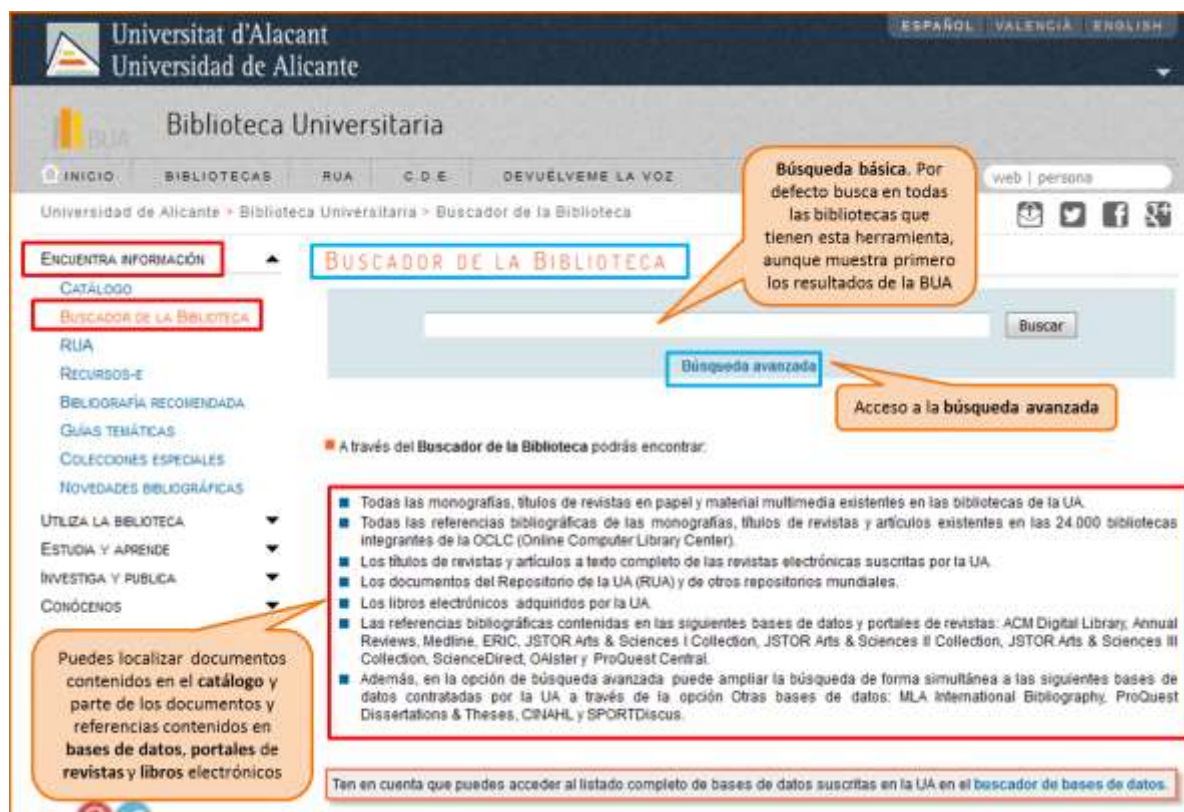 Universitat d'Alacant
Universidad de Alicante
ESPAÑOL VALENCIÀ ENGLISH
BUA
Biblioteca Universitaria
INICIO BIBLIOTECAS RUA C.D.E. DEVUÉLVEME LA VOZ
web | persona
Universidad de Alicante > Biblioteca Universitaria > Buscador de la Biblioteca
Búsqueda básica. Por
defecto busca en todas
las bibliotecas que
tienen esta herramienta,
aunque muestra primero
los resultados de la BUA
ENCUENTRA INFORMACIÓN
CATÁLOGO
BUSCADOR DE LA BIBLIOTECA
RUA
RECURSOS-E
BIBLIOGRAFÍA RECOMENDADA
GUÍAS TEMÁTICAS
COLECCIONES ESPECIALES
NOVEDADES BIBLIOGRÁFICAS
UTILIZA LA BIBLIOTECA
ESTUDIA Y APRENDE
INVESTIGA Y PUBLICA
CONÓCENOS
BUSCADOR DE LA BIBLIOTECA
Buscar
Búsqueda avanzada
Acceso a la búsqueda avanzada
A través del Buscador de la Biblioteca podrás encontrar:
Todas las monografías, títulos de revistas en papel y material multimedia existentes en las bibliotecas de la UA.
Todas las referencias bibliográficas de las monografías, títulos de revistas y artículos existentes en las 24.000 bibliotecas
integrantes de la OCLC (Online Computer Library Center).
Los títulos de revistas y artículos a texto completo de las revistas electrónicas suscritas por la UA.
Los documentos del Repositorio de la UA (RUA) y de otros repositorios mundiales.
Los libros electrónicos adquiridos por la UA
Las referencias bibliográficas contenidas en las siguientes bases de datos y portales de revistas: ACM Digital Library, Annual
Reviews, Medline, ERIC, JSTOR Arts & Sciences I Collection, JSTOR Arts & Sciences II Collection, JSTOR Arts & Sciences III
Collection, ScienceDirect, OAIster y ProQuest Central.
Además, en la opción de búsqueda avanzada puede ampliar la búsqueda de forma simultánea a las siguientes bases de
datos contratadas por la UA a través de la opción Otras bases de datos: MLA International Bibliography, ProQuest
Dissertations & Theses, CINAHL y SPORTDiscus.
Puedes localizar documentos
contenidos en el catálogo y
parte de los documentos y
referencias contenidos en
bases de datos, portales de
revistas y libros electrónicos
Ten en cuenta que puedes acceder al listado completo de bases de datos suscritas en la UA en el buscador de bases de datos.